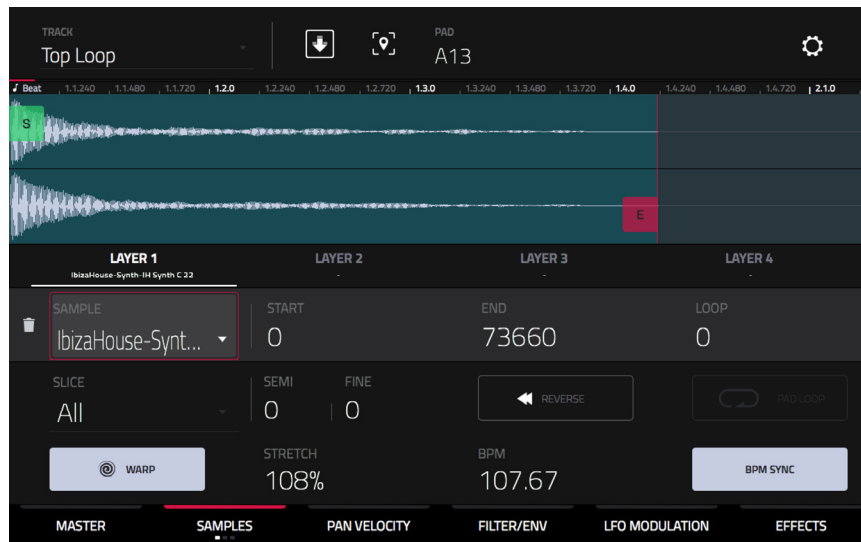 TRACK
Top Loop
PAD
A13
Beat 1.1.240 1.1.480 1.1.720 1.2.0 1.2.240 1.2.480 1.2.720 1.3.0 1.3.240 1.3.480 1.3.720 1.4.0 1.4.240 1.4.480 1.4.720 2.1.0
S
E
LAYER 1 LAYER 2 LAYER 3 LAYER 4
IbizaHouse-Synth-IH Synth C 22 - - -
SAMPLE START END LOOP
IbizaHouse-Synt... 0 73660 0
SLICE SEMI FINE
All 0 0
REVERSE PAD LOOP
WARP
STRETCH BPM
108% 107.67
BPM SYNC
MASTER SAMPLES PAN VELOCITY FILTER/ENV LFO MODULATION EFFECTS